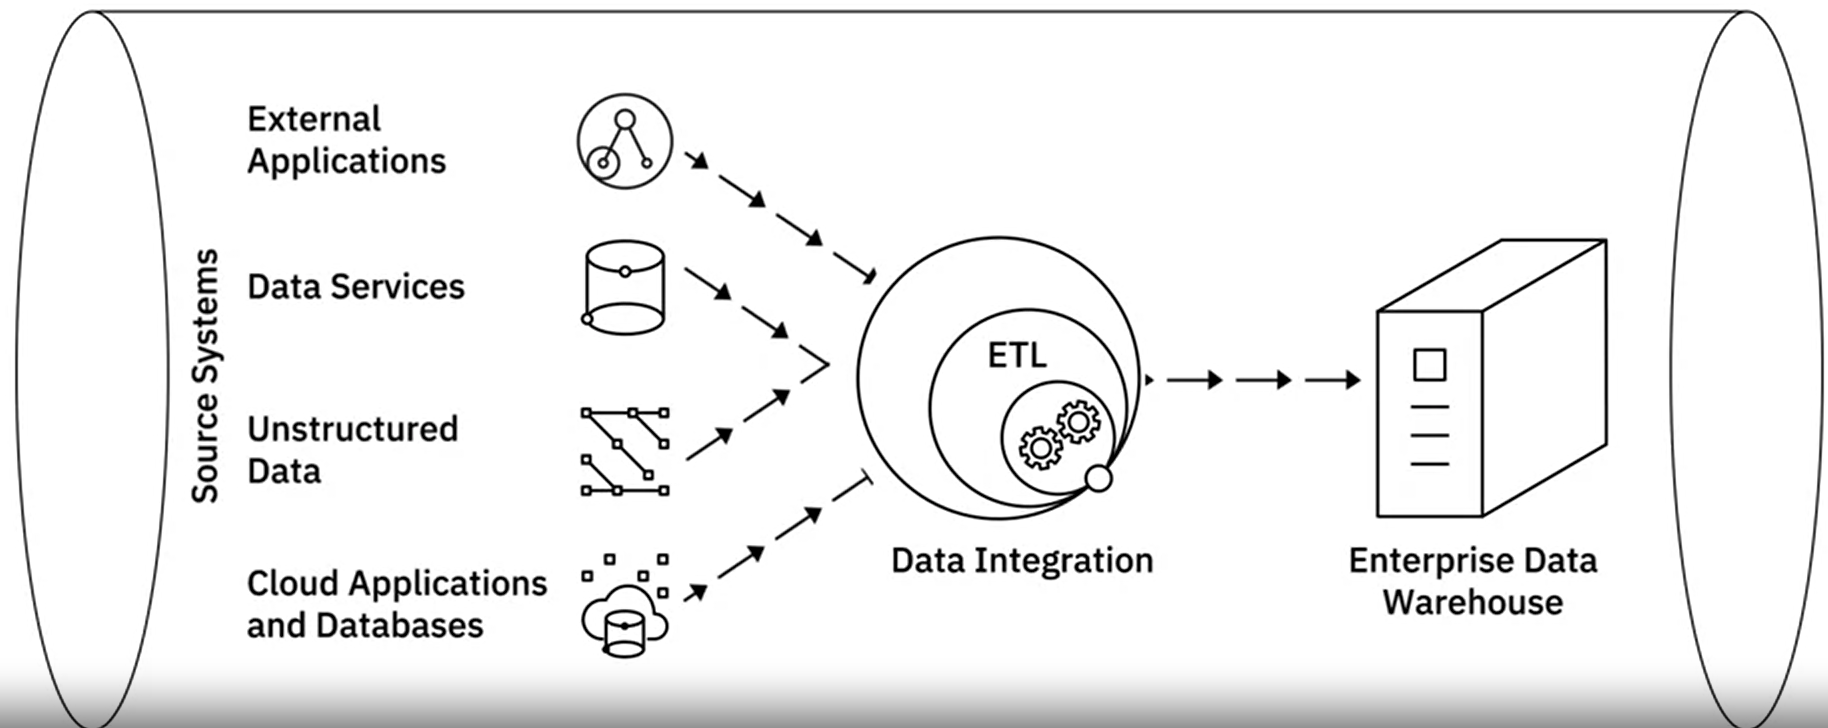 Source Systems
External
Applications
Data Services
Unstructured
Data
Cloud Applications
and Databases
ETL
Data Integration
Enterprise Data
Warehouse